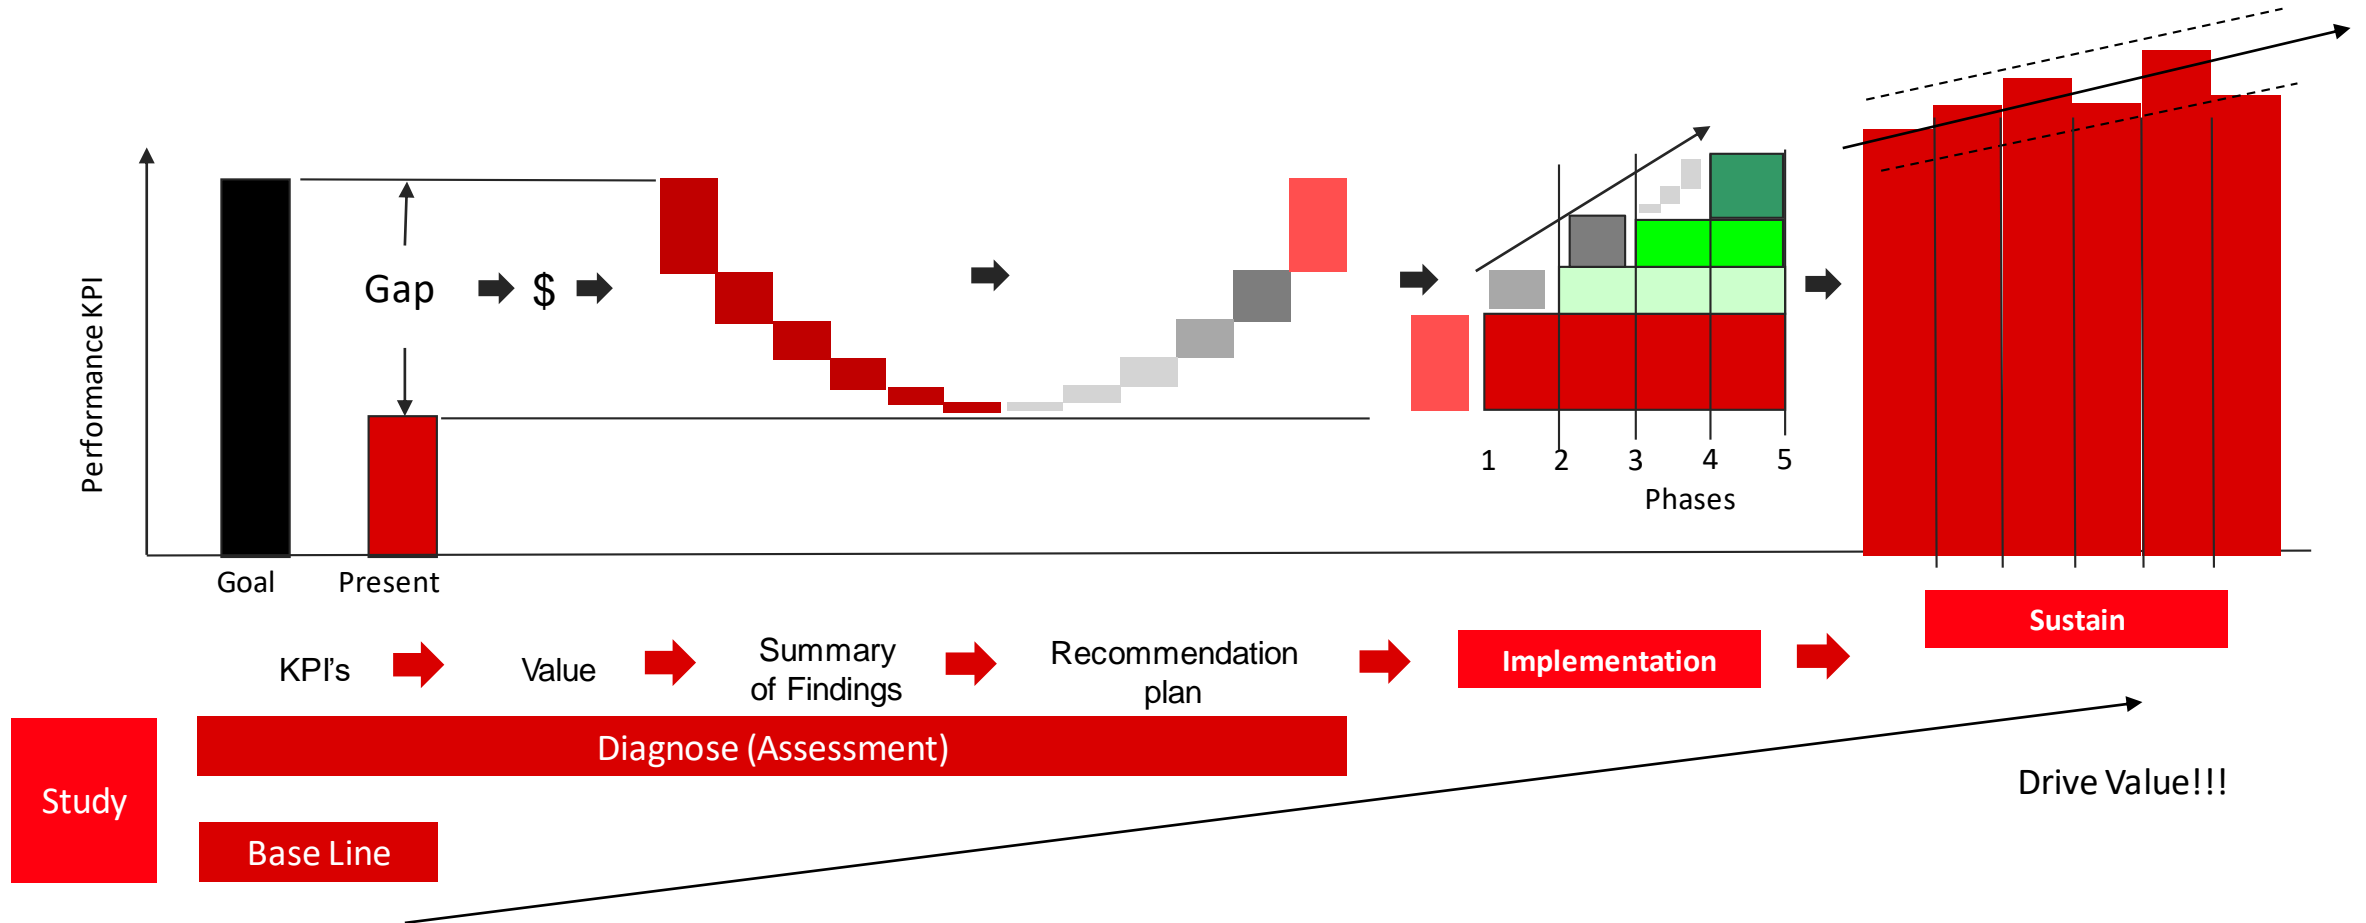 Performance KPI
Gap
$
1 2 3 4 5
Phases
Goal
Present
KPI's
Value
Summary
of Findings
Recommendation
plan
Implementation
Sustain
Diagnose (Assessment)
Study
Base Line
Drive Value!!!